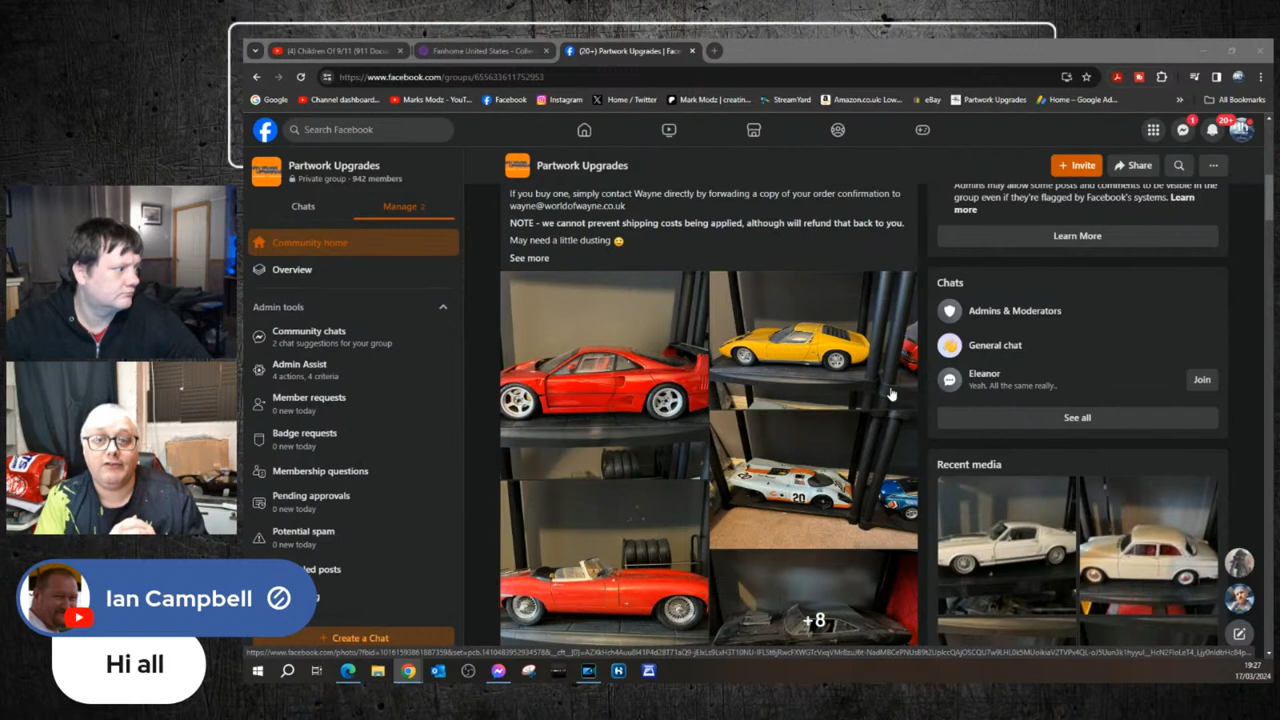 (4) Children Of 9/11 (911 Docu
Fanhome United States - Colle
(20+) Partwork Upgrades | Fac
https://www.facebook.com/groups/655633611752953
Google
Channel dashboard...
Marks Modz - YouT...
Facebook
Instagram
Home / Twitter
Mark Modz | creatin...
StreamYard
Amazon.co.uk: Low...
eBay
Partwork Upgrades
Home – Google Ad...
All Bookmarks
Search Facebook
1
20+
Partwork Upgrades
Private group · 942 members
Chats
Manage 2
Community home
Overview
Admin tools
Community chats
2 chat suggestions for your group
Admin Assist
4 actions, 4 criteria
Member requests
0 new today
Badge requests
0 new today
Membership questions
Pending approvals
0 new today
Potential spam
0 new today
led posts
g
+ Create a Chat
Partwork Upgrades
+ Invite
Share
If you buy one, simply contact Wayne directly by forwading a copy of your order confirmation to
wayne@worldofwayne.co.uk
NOTE - we cannot prevent shipping costs being applied, although will refund that back to you.
May need a little dusting
See more
20
+8
Admins may allow some posts and comments to be visible in the
group even if they're flagged by Facebook's systems. Learn
more
Learn More
Chats
Admins & Moderators
General chat
Eleanor
Yeah. All the same really..
Join
See all
Recent media
Ian Campbell
Hi all
19:27
17/03/2024